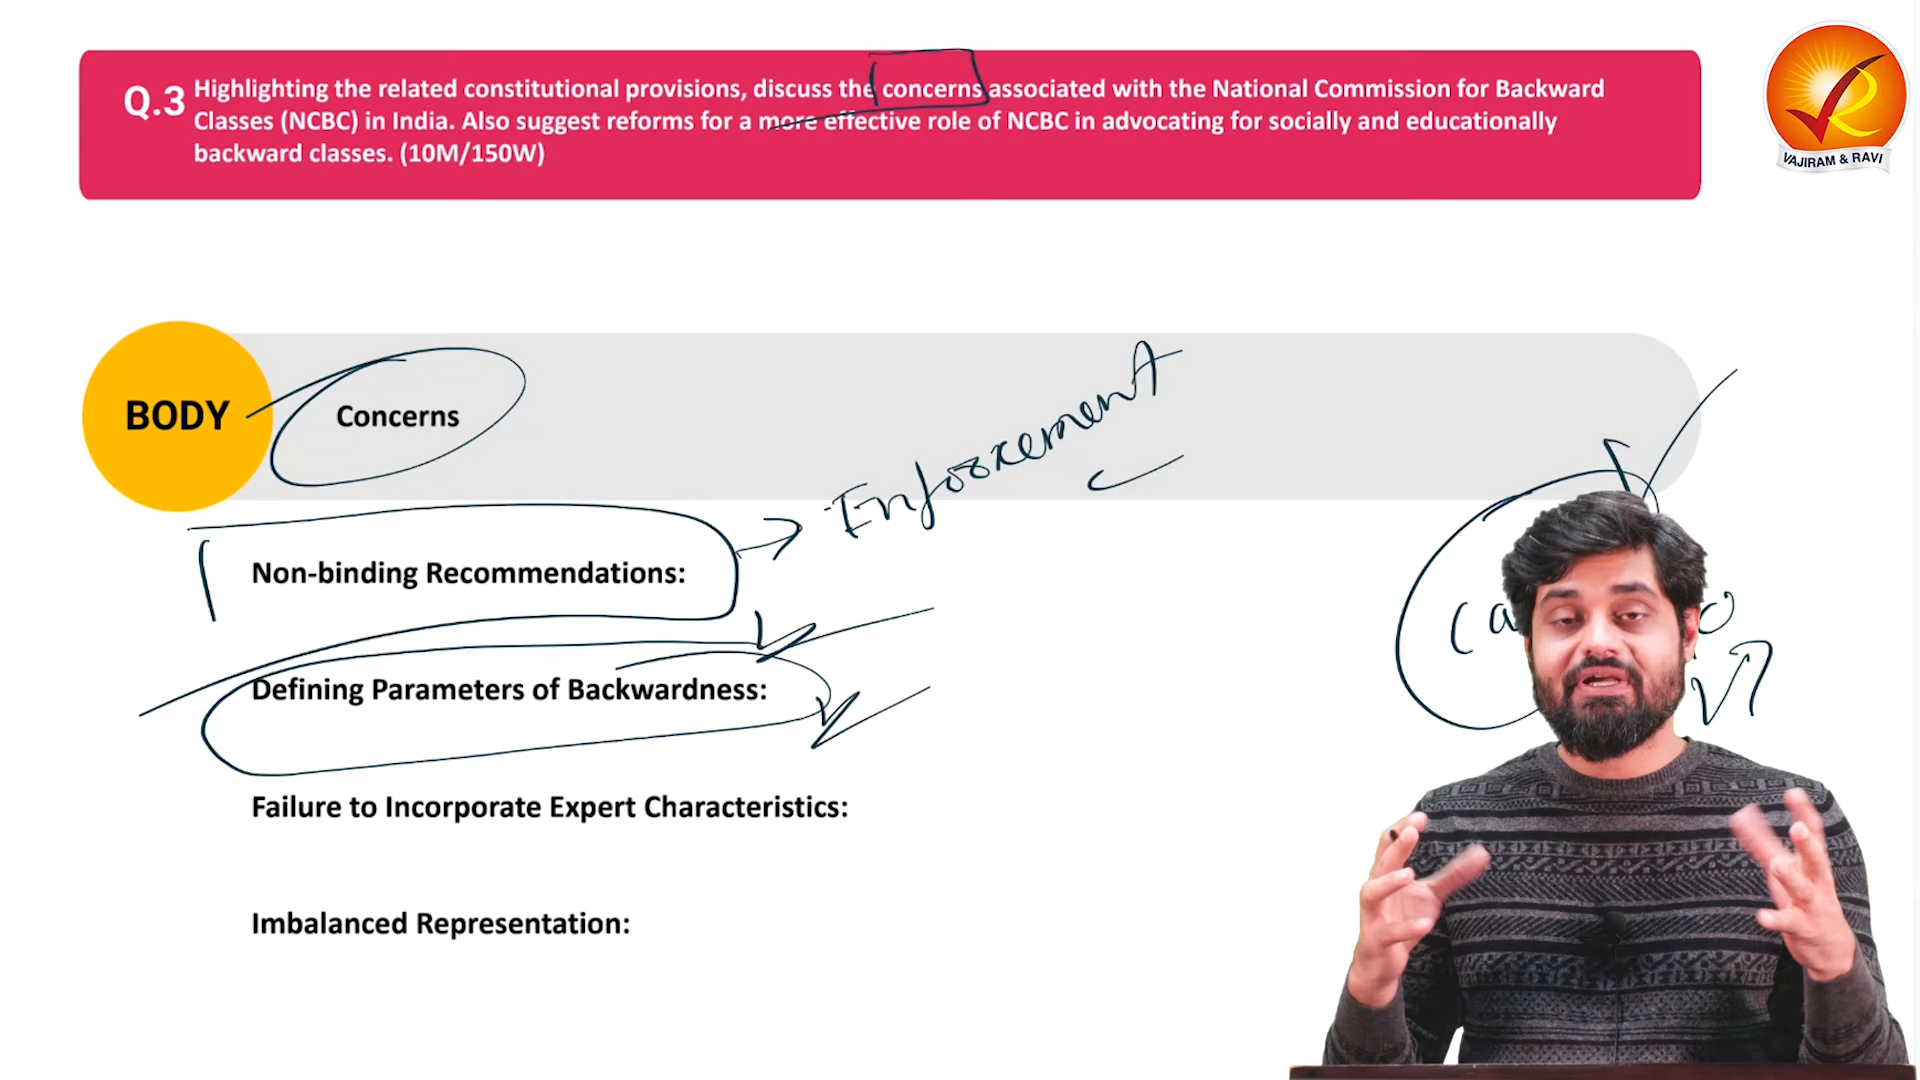 Q.3 Highlighting the related constitutional provisions, discuss the concerns associated with the National Commission for Backward
Classes (NCBC) in India. Also suggest reforms for a more effective role of NCBC in advocating for socially and educationally
backward classes. (10M/150W)
VAJIRAM & RAVI
BODY
Concerns
Enforcement
Non-binding Recommendations:
Defining Parameters of Backwardness:
Failure to Incorporate Expert Characteristics:
Imbalanced Representation: